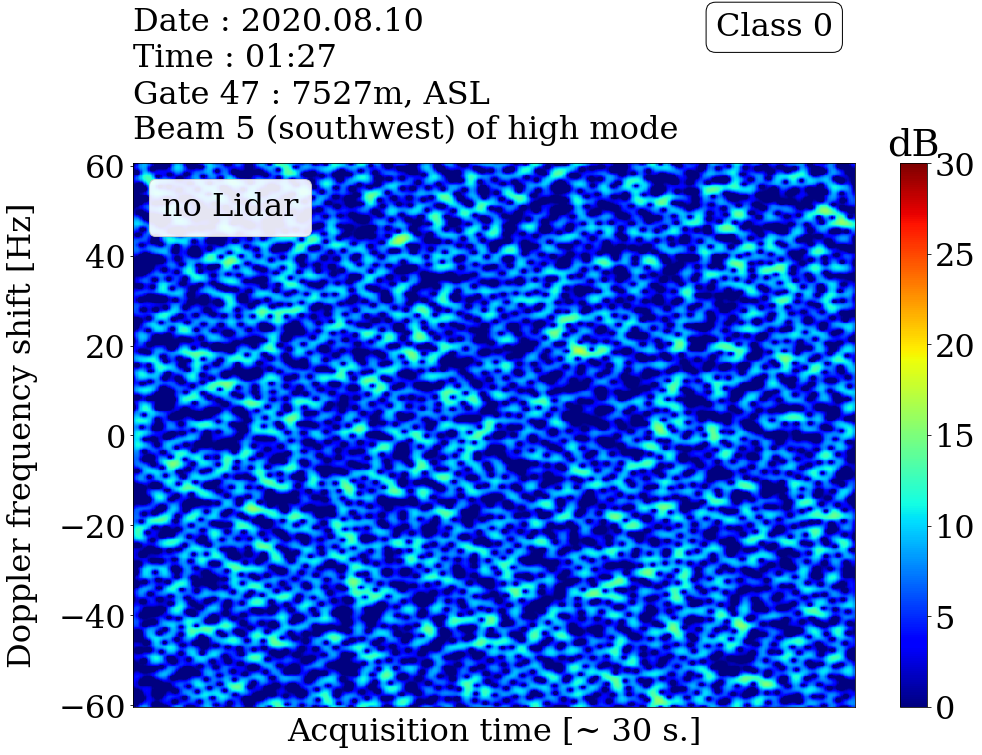 Date : 2020.08.10
Time : 01:27
Gate 47 : 7527m, ASL
Beam 5 (southwest) of high mode
Class 0
dB
no Lidar
Doppler frequency shift [Hz]
60
40
20
0
−20
−40
−60
30
25
20
15
10
5
0
Acquisition time [~ 30 s.]